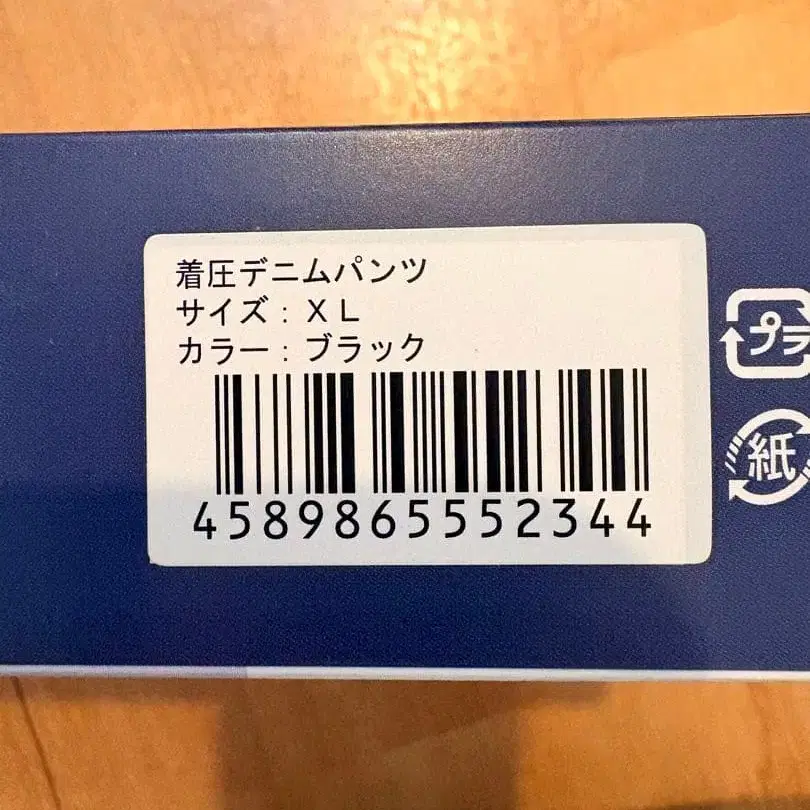 着圧デニムパンツ
サイズ：ＸＬ
カラー：ブラック
4589865552344
プラ
紙